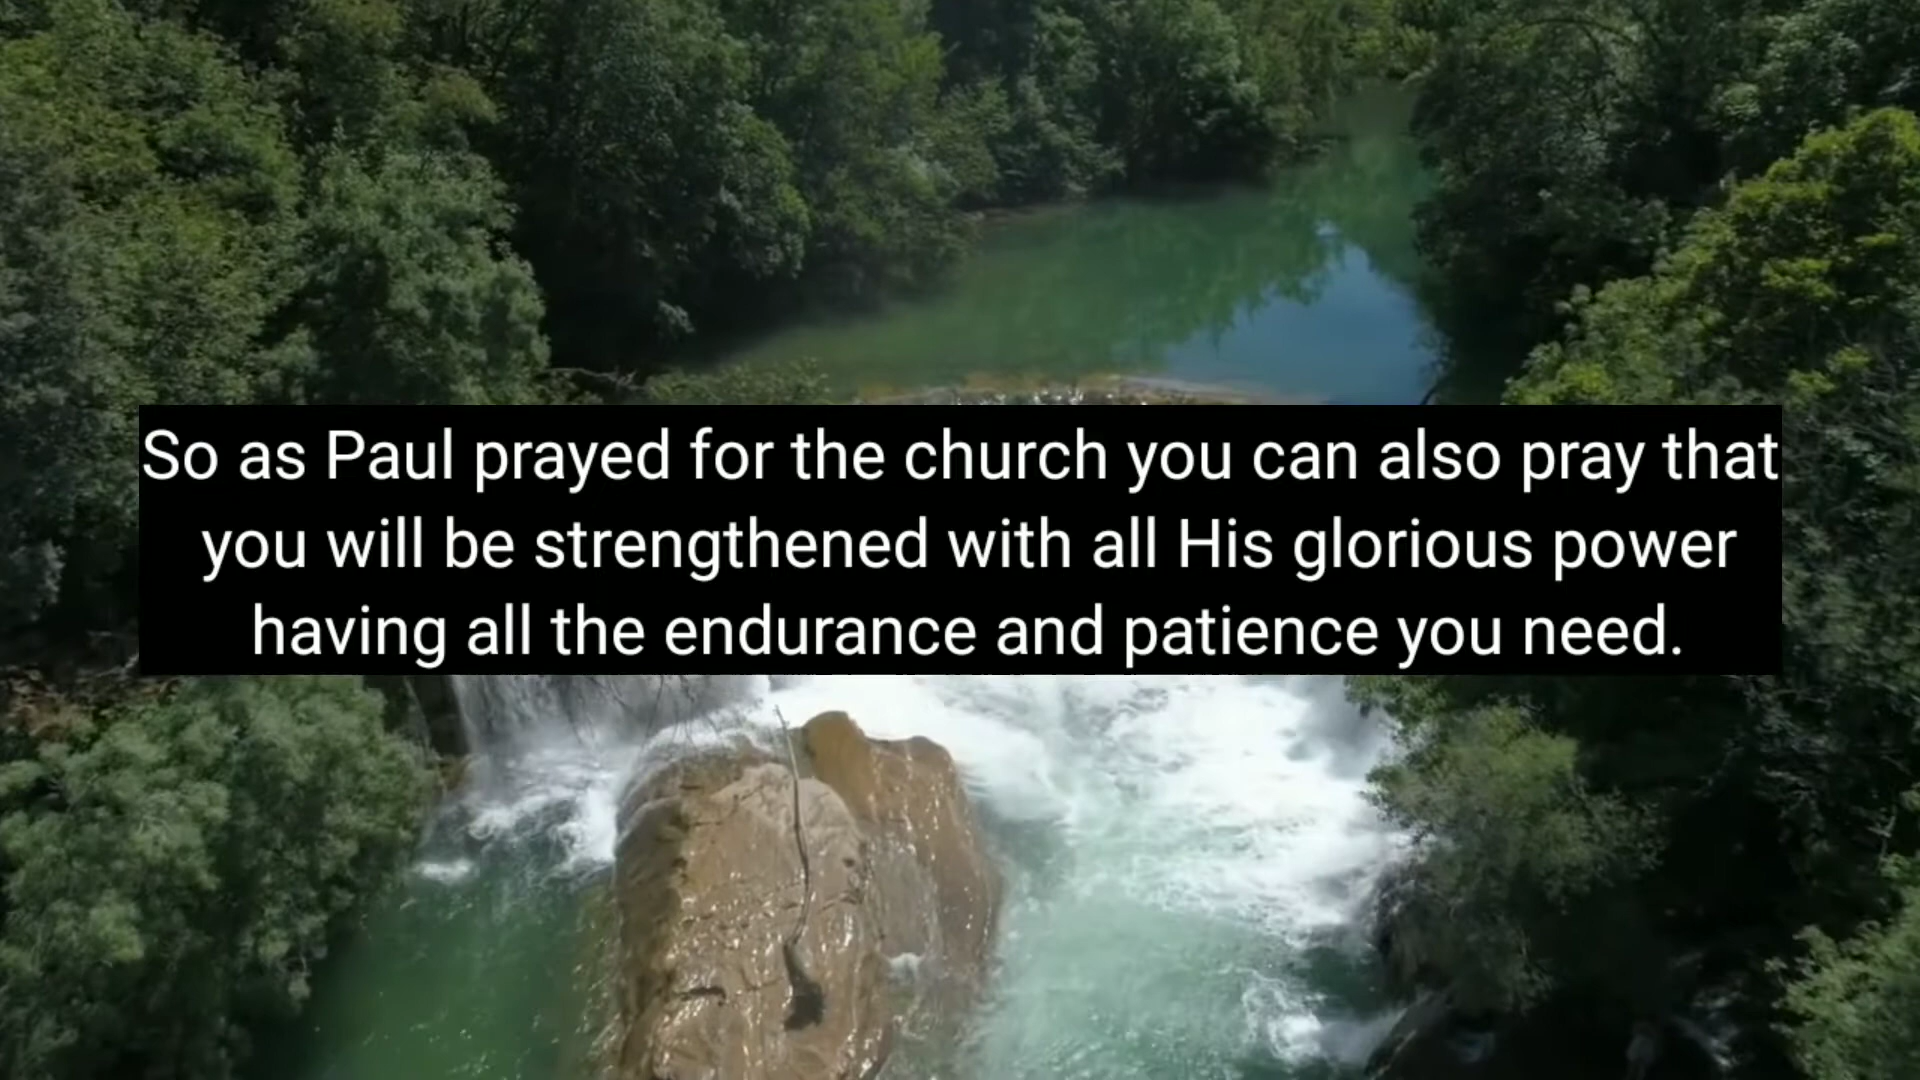 So as Paul prayed for the church you can also pray that
you will be strengthened with all His glorious power
having all the endurance and patience you need.